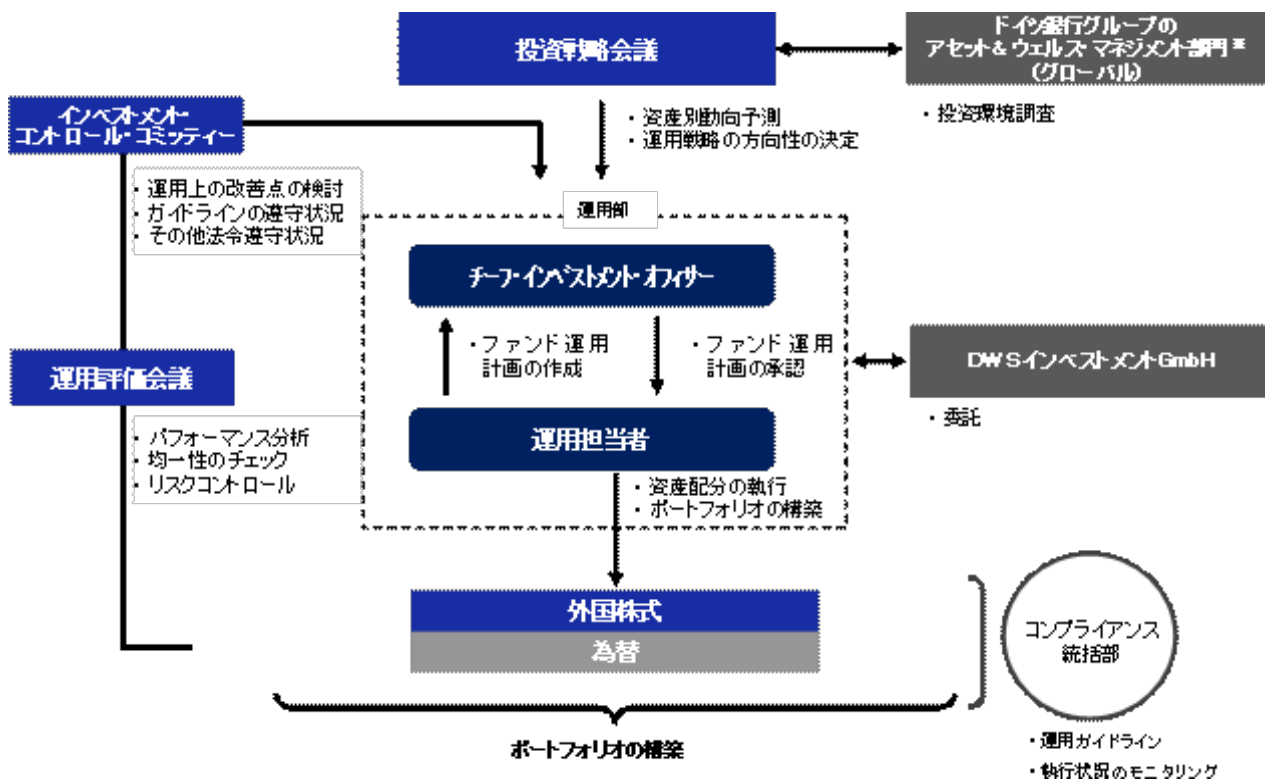 投資戦略会議
ドイツ銀行グループの
アセット&ウェルス・マネジメント部門※
(グローバル)
・投資環境調査
・資産別動向予測
・運用戦略の方向性の決定
インベストメント・
コントロール・コミッティー
・運用上の改善点の検討
・ガイドラインの遵守状況
・その他法令遵守状況
運用部
チーフ・インベストメント・オフィサー
・ファンド運用
計画の作成
・ファンド運用
計画の承認
DWSインベストメントGmbH
・委託
運用評価会議
・パフォーマンス分析
・均一性のチェック
・リスクコントロール
運用担当者
・資産配分の執行
・ポートフォリオの構築
外国株式
為替
コンプライアンス
統括部
ポートフォリオの構築
・運用ガイドライン
・執行状況のモニタリング